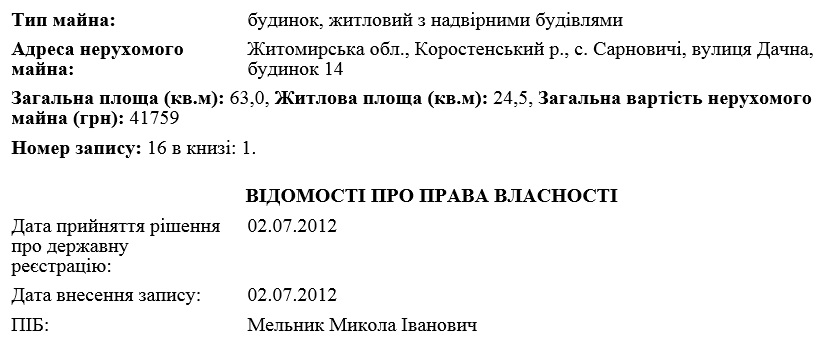 Тип майна: будинок, житловий з надвірними будівлями
Адреса нерухомого майна: Житомирська обл., Коростенський р., с. Сарновичі, вулиця Дачна, будинок 14
Загальна площа (кв.м): 63,0, Житлова площа (кв.м): 24,5, Загальна вартість нерухомого
майна (грн): 41759
Номер запису: 16 в книзі: 1.
ВІДОМОСТІ ПРО ПРАВА ВЛАСНОСТІ
Дата прийняття рішення про державну реєстрацію: 02.07.2012
Дата внесення запису: 02.07.2012
ПІБ: Мельник Микола Іванович